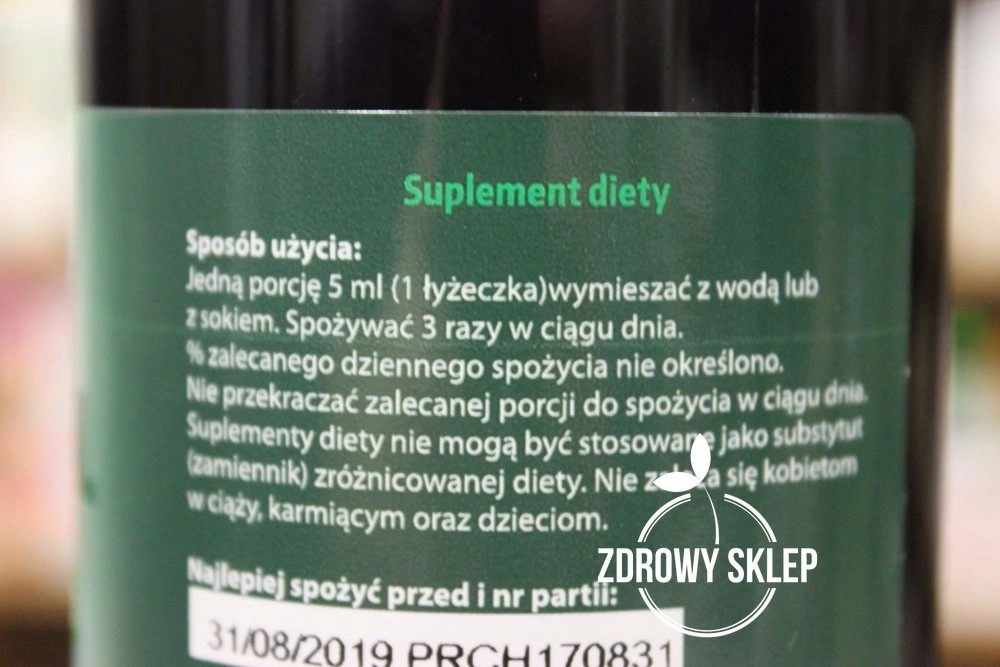 Suplement diety
Sposób użycia:
Jedną porcję 5 ml (1 łyżeczka)wymieszać z wodą lub
z sokiem. Spożywać 3 razy w ciągu dnia.
% zalecanego dziennego spożycia nie określono.
Nie przekraczać zalecanej porcji do spożycia w ciągu dnia.
Suplementy diety nie mogą być stosowane jako substytut
(zamiennik) zróżnicowanej diety. Nie zaleca się kobietom
w ciąży, karmiącym oraz dzieciom.
ZDROWY SKLEP
Najlepiej spożyć przed i nr partii:
31/08/2019 PRCH170831